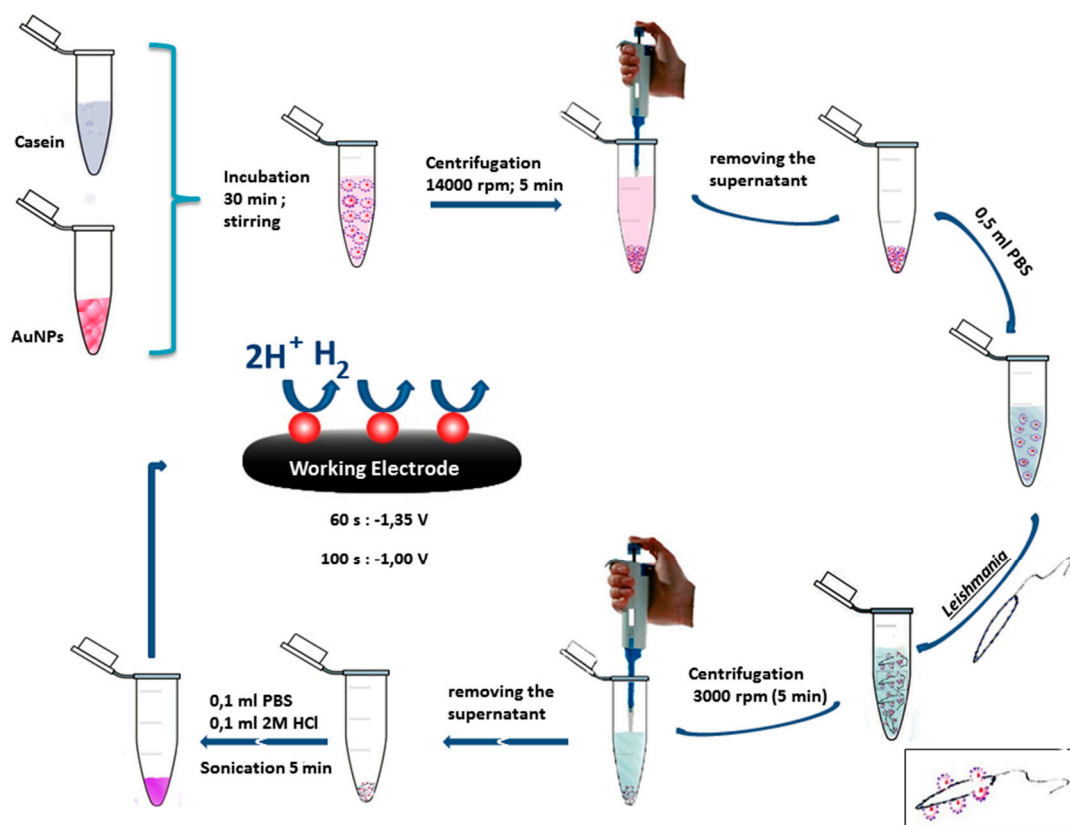 Casein
AuNPs
Incubation
30 min ;
stirring
Centrifugation
14000 rpm; 5 min
removing the
supernatant
0,5 ml PBS
Leishmania
Centrifugation
3000 rpm (5 min)
removing the
supernatant
0,1 ml PBS
0,1 ml 2M HCl
Sonication 5 min
2H⁺ H₂
Working Electrode
60 s : -1,35 V
100 s : -1,00 V